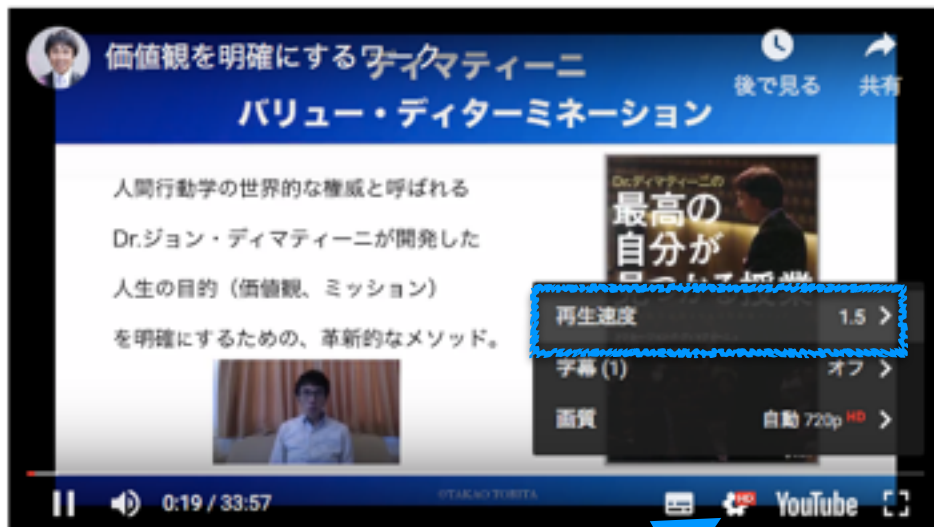 価値観を明確にするワーク
ディマティーニ
バリュー・ディターミネーション
後で見る
共有
人間行動学の世界的な権威と呼ばれる
Dr.ジョン・ディマティーニが開発した
人生の目的（価値観、ミッション）
を明確にするための、革新的なメソッド。
Dr.ディマティーニの
最高の
自分が
見つかる授業
再生速度 1.5
字幕 (1) オフ
画質 自動 720p HD
0:19 / 33:57
©TAKAO TOBITA
HD
YouTube